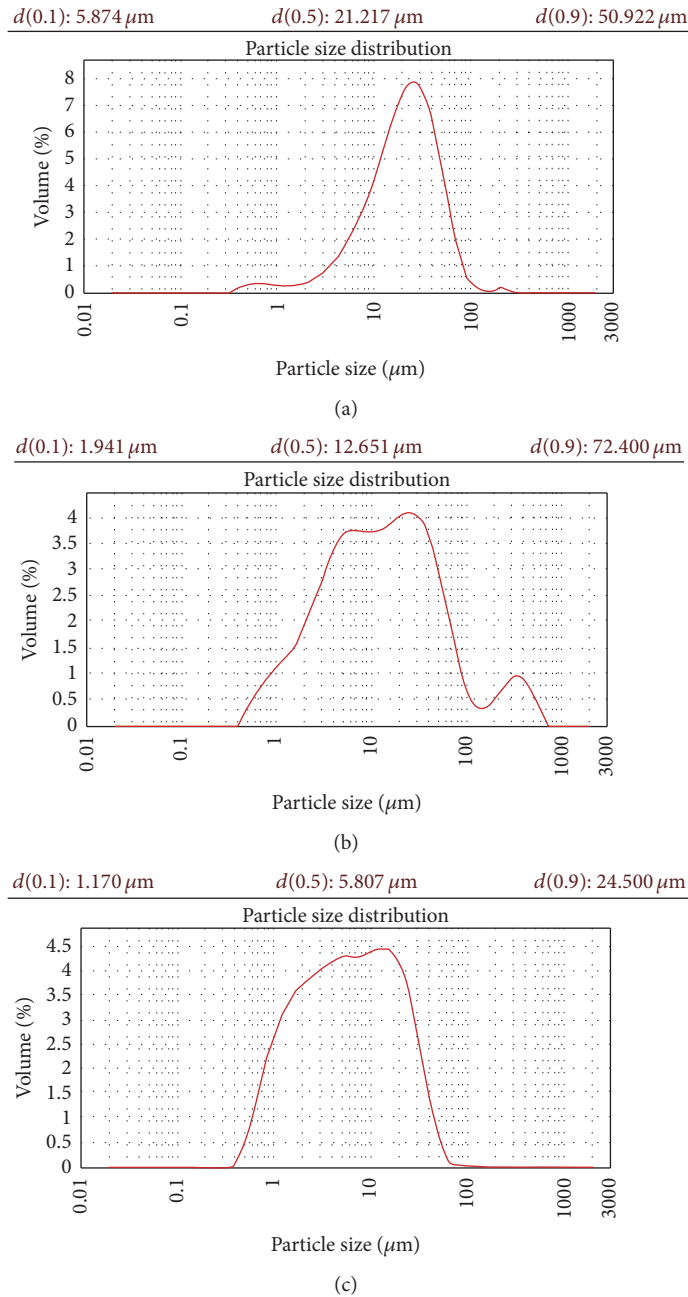 d(0.1): 5.874 μm d(0.5): 21.217 μm d(0.9): 50.922 μm
Particle size distribution
8
7
6
5
4
3
2
1
0
Volume (%)
0.01 0.1 1 10 100 1000 3000
Particle size (μm)
(a)
d(0.1): 1.941 μm d(0.5): 12.651 μm d(0.9): 72.400 μm
Particle size distribution
4
3.5
3
2.5
2
1.5
1
0.5
0
Volume (%)
0.01 0.1 1 10 100 1000 3000
Particle size (μm)
(b)
d(0.1): 1.170 μm d(0.5): 5.807 μm d(0.9): 24.500 μm
Particle size distribution
4.5
4
3.5
3
2.5
2
1.5
1
0.5
0
Volume (%)
0.01 0.1 1 10 100 1000 3000
Particle size (μm)
(c)